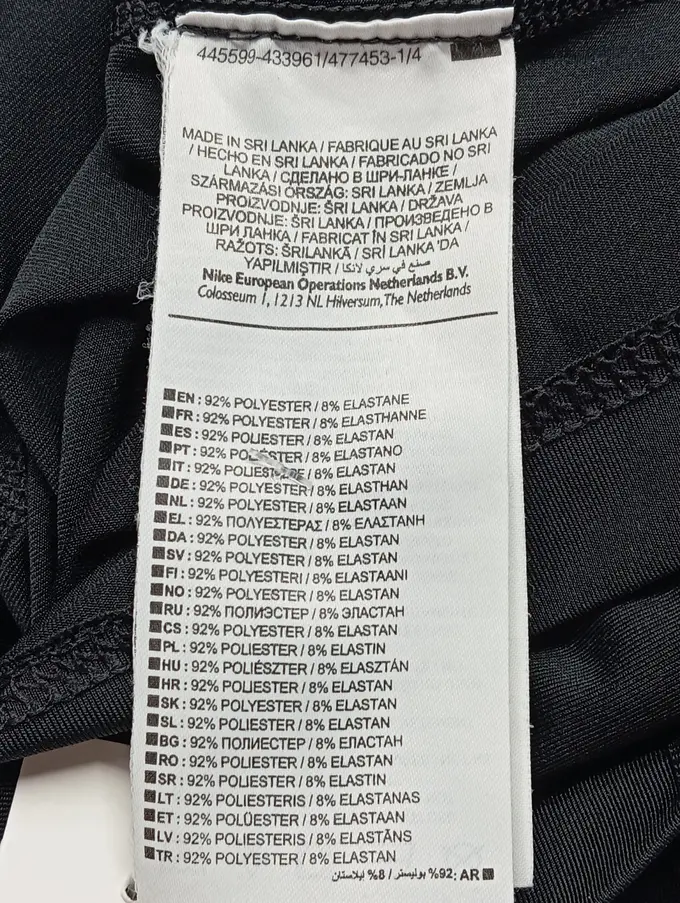 445599-433961/477453-1/4
MADE IN SRI LANKA / FABRIQUE AU SRI LANKA
/ HECHO EN SRI LANKA / FABRICADO NO SRI
LANKA / СДЕЛАНО В ШРИ-ЛАНКЕ /
SZÁRMAZÁSI ORSZÁG: SRI LANKA / ZEMLJA
PROIZVODNJE: ŠRI LANKA / DRŽAVA
PROIZVODNJE: ŠRI LANKA / ПРОИЗВЕДЕНО В
ШРИ ЛАНКА / FABRICAT ÎN SRI LANKA /
RAŽOTS: ŠRILANKĀ / SRİ LANKA 'DA
YAPILMIŞTIR / صنع في سري لانكا
Nike European Operations Netherlands B.V.
Colosseum 1, 1213 NL Hilversum, The Netherlands
EN : 92% POLYESTER / 8% ELASTANE
FR : 92% POLYESTER / 8% ELASTHANNE
ES : 92% POLIESTER / 8% ELASTAN
PT : 92% / 8% ELASTANO
IT : 92% / 8% ELASTAN
DE : 92% POLYESTER / 8% ELASTHAN
NL : 92% POLYESTER / 8% ELASTAAN
EL : 92% ΠΟΛΥΕΣΤΕΡΑΣ / 8% ΕΛΑΣΤΑΝΗ
DA : 92% POLYESTER / 8% ELASTAN
SV : 92% POLYESTER / 8% ELASTAN
FI : 92% POLYESTERI / 8% ELASTAANI
NO : 92% POLYESTER / 8% ELASTAN
RU : 92% ПОЛИЭСТЕР / 8% ЭЛАСТАН
CS : 92% POLYESTER / 8% ELASTAN
PL : 92% POLIESTER / 8% ELASTIN
HU : 92% POLIÉSZTER / 8% ELASZTÁN
HR : 92% POLIESTER / 8% ELASTAN
SK : 92% POLYESTER / 8% ELASTAN
SL : 92% POLIESTER / 8% ELASTAN
BG : 92% ПОЛИЕСТЕР / 8% ЕЛАСТАН
RO : 92% POLIESTER / 8% ELASTAN
SR : 92% POLIESTER / 8% ELASTIN
LT : 92% POLIESTERIS / 8% ELASTANAS
ET : 92% POLÜESTER / 8% ELASTAAN
LV : 92% POLIESTERIS / 8% ELASTĀNS
TR : 92% POLYESTER / 8% ELASTAN
AR :92% بوليستر / 8% ايلاستان